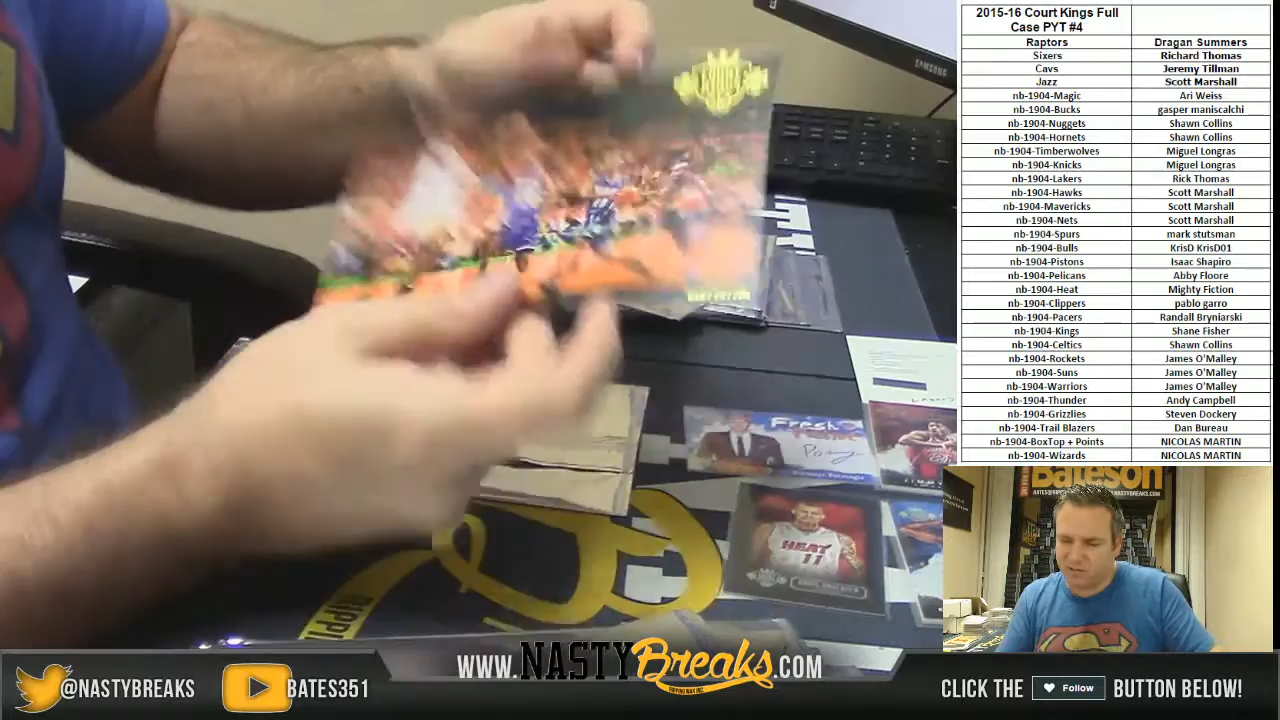 2015-16 Court Kings Full
Case PYT #4
Raptors Dragan Summers
Sixers Richard Thomas
Cavs Jeremy Tillman
Jazz Scott Marshall
nb-1904-Magic Ari Weiss
nb-1904-Bucks gasper maniscalchi
nb-1904-Nuggets Shawn Collins
nb-1904-Hornets Shawn Collins
nb-1904-Timberwolves Miguel Longras
nb-1904-Knicks Miguel Longras
nb-1904-Lakers Rick Thomas
nb-1904-Hawks Scott Marshall
nb-1904-Mavericks Scott Marshall
nb-1904-Nets Scott Marshall
nb-1904-Spurs mark stutsman
nb-1904-Bulls KrisD KrisD01
nb-1904-Pistons Isaac Shapiro
nb-1904-Pelicans Abby Floore
nb-1904-Heat Mighty Fiction
nb-1904-Clippers pablo garro
nb-1904-Pacers Randall Bryniarski
nb-1904-Kings Shane Fisher
nb-1904-Celtics Shawn Collins
nb-1904-Rockets James O'Malley
nb-1904-Suns James O'Malley
nb-1904-Warriors James O'Malley
nb-1904-Thunder Andy Campbell
nb-1904-Grizzlies Steven Dockery
nb-1904-Trail Blazers Dan Bureau
nb-1904-BoxTop + Points NICOLAS MARTIN
nb-1904-Wizards NICOLAS MARTIN
SAMSUNG
Fresh
HEAT
11
Bateson
@NASTYBREAKS
BATES351
WWW.NASTYBreaks.COM
RIPPING WAX INC
CLICK THE Follow BUTTON BELOW!